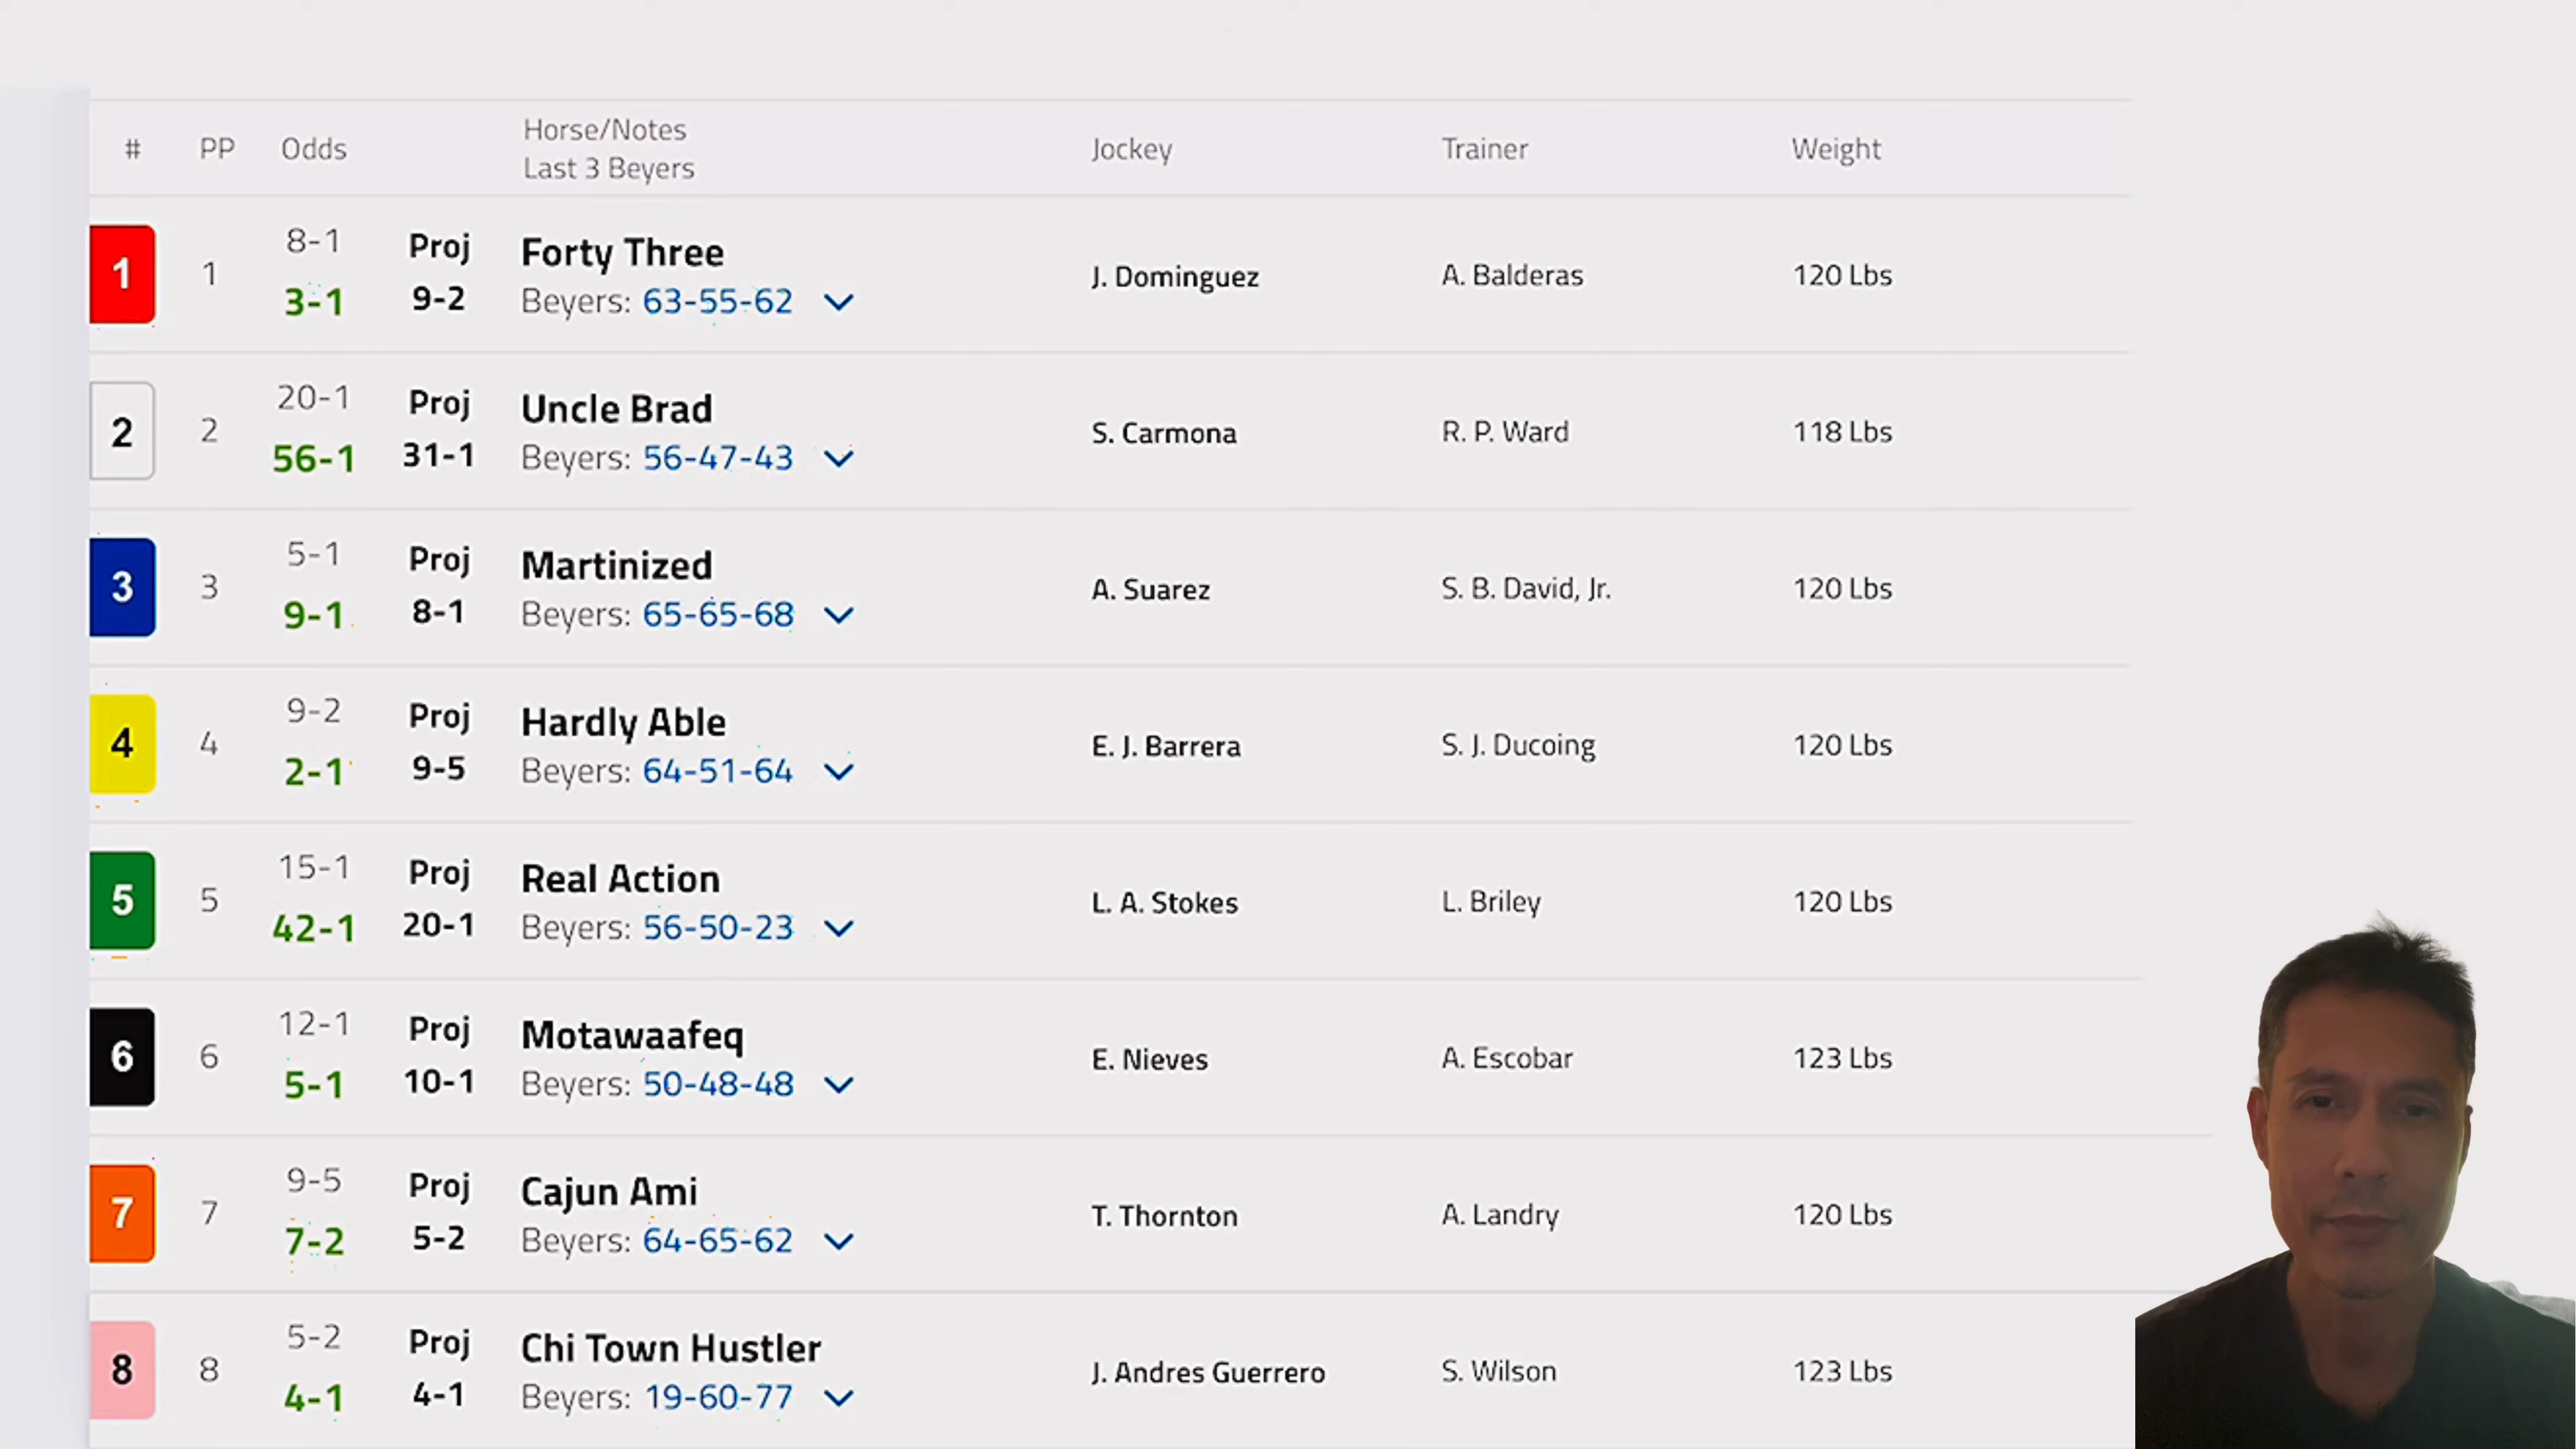 # PP Odds Horse/Notes Jockey Trainer Weight
Last 3 Beyers
1 1 8-1 Proj Forty Three J. Dominguez A. Balderas 120 Lbs
3-1 9-2 Beyers: 63-55-62
2 2 20-1 Proj Uncle Brad S. Carmona R. P. Ward 118 Lbs
56-1 31-1 Beyers: 56-47-43
3 3 5-1 Proj Martinized A. Suarez S. B. David, Jr. 120 Lbs
9-1 8-1 Beyers: 65-65-68
4 4 9-2 Proj Hardly Able E. J. Barrera S. J. Ducoing 120 Lbs
2-1 9-5 Beyers: 64-51-64
5 5 15-1 Proj Real Action L. A. Stokes L. Briley 120 Lbs
42-1 20-1 Beyers: 56-50-23
6 6 12-1 Proj Motawaafeq E. Nieves A. Escobar 123 Lbs
5-1 10-1 Beyers: 50-48-48
7 7 9-5 Proj Cajun Ami T. Thornton A. Landry 120 Lbs
7-2 5-2 Beyers: 64-65-62
8 8 5-2 Proj Chi Town Hustler J. Andres Guerrero S. Wilson 123 Lbs
4-1 4-1 Beyers: 19-60-77